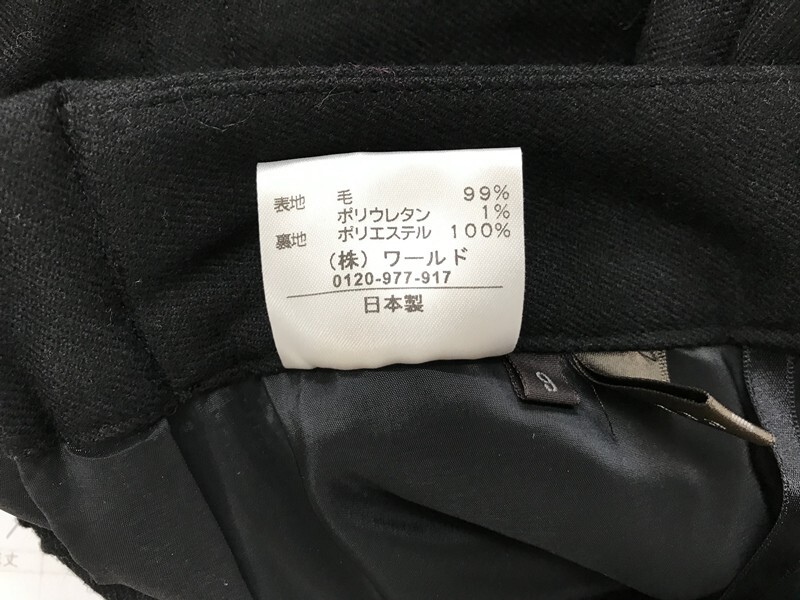 表地 毛 99%
ポリウレタン 1%
裏地 ポリエステル 100%
(株) ワールド
0120-977-917
日本製